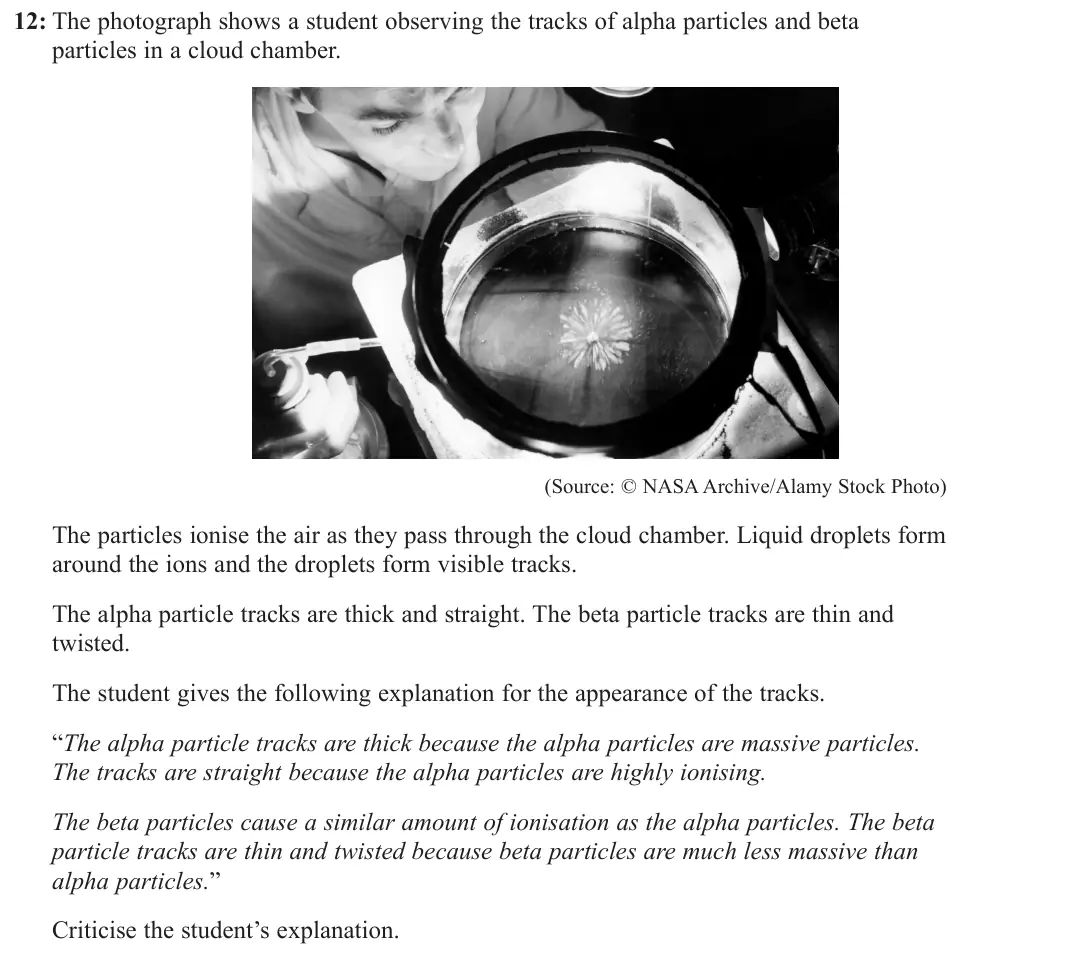 12: The photograph shows a student observing the tracks of alpha particles and beta
particles in a cloud chamber.
(Source: © NASA Archive/Alamy Stock Photo)
The particles ionise the air as they pass through the cloud chamber. Liquid droplets form
around the ions and the droplets form visible tracks.
The alpha particle tracks are thick and straight. The beta particle tracks are thin and
twisted.
The student gives the following explanation for the appearance of the tracks.
“The alpha particle tracks are thick because the alpha particles are massive particles.
The tracks are straight because the alpha particles are highly ionising.
The beta particles cause a similar amount of ionisation as the alpha particles. The beta
particle tracks are thin and twisted because beta particles are much less massive than
alpha particles.”
Criticise the student’s explanation.